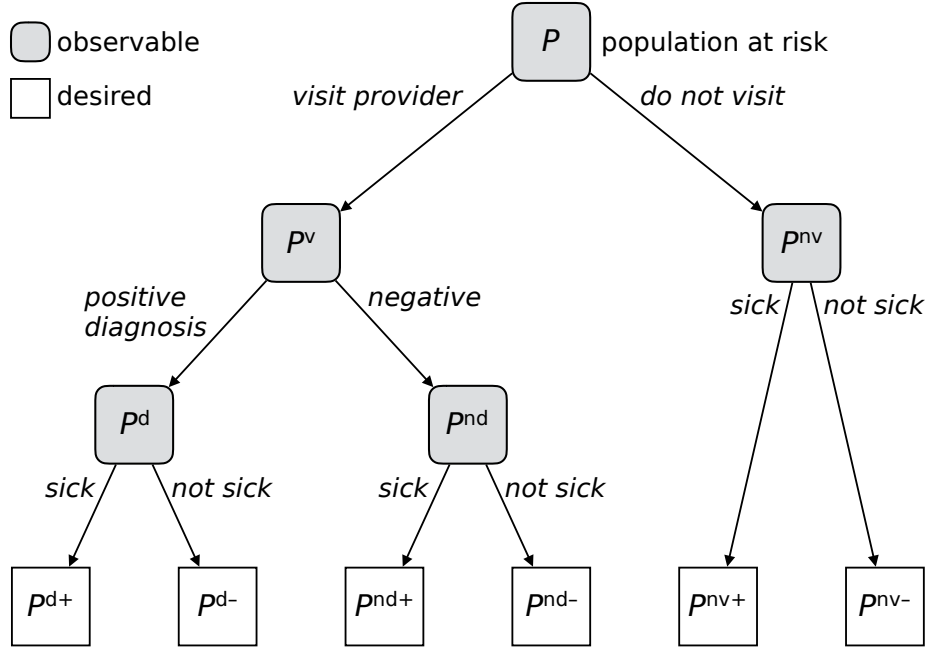 observable
desired
P
population at risk
visit provider
do not visit
Pᵛ
Pⁿᵛ
positive
diagnosis
negative
sick
not sick
Pᵈ
Pⁿᵈ
sick
not sick
sick
not sick
Pᵈ⁺
Pᵈ⁻
Pⁿᵈ⁺
Pⁿᵈ⁻
Pⁿᵛ⁺
Pⁿᵛ⁻